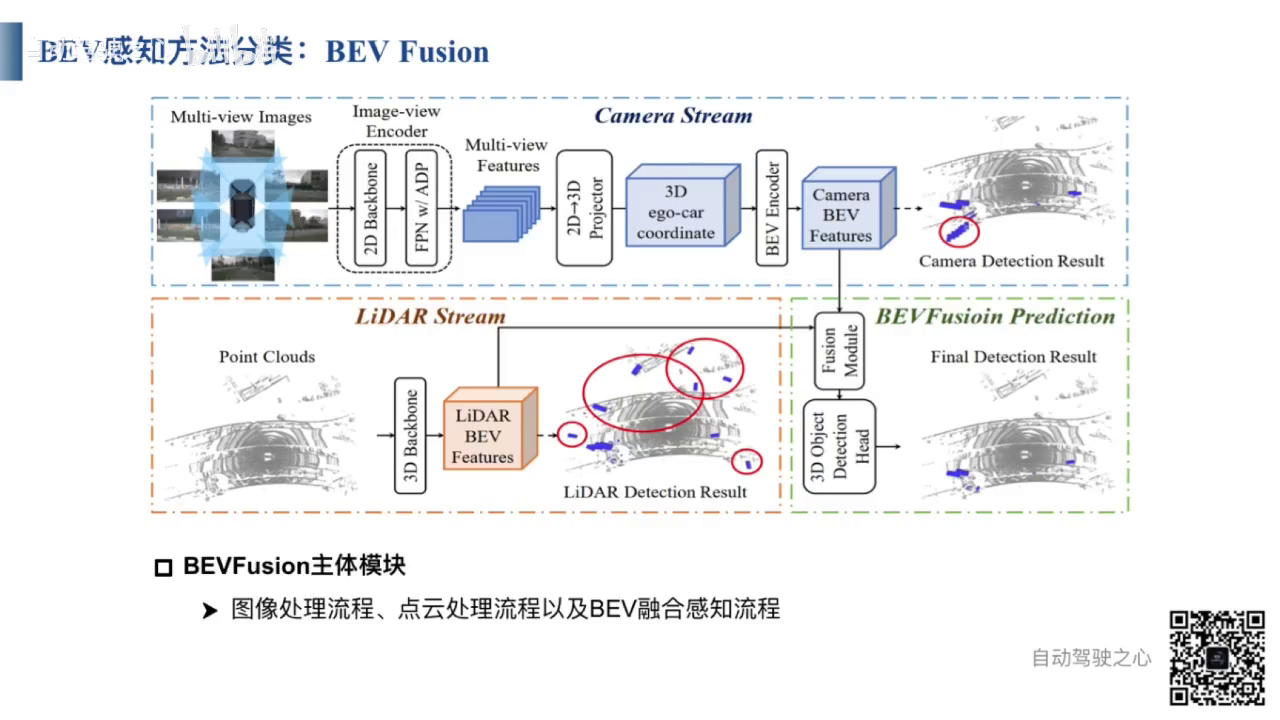 BEV感知方法分类：BEV Fusion
Multi-view Images
Image-view
Encoder
2D Backbone
FPN w/ ADP
Multi-view
Features
2D→3D
Projector
Camera Stream
3D
ego-car
coordinate
BEV Encoder
Camera
BEV
Features
Camera Detection Result
LiDAR Stream
Point Clouds
3D Backbone
LiDAR
BEV
Features
LiDAR Detection Result
BEVFusioin Prediction
Fusion
Module
3D Object
Detection
Head
Final Detection Result
BEVFusion主体模块
图像处理流程、点云处理流程以及BEV融合感知流程
自动驾驶之心